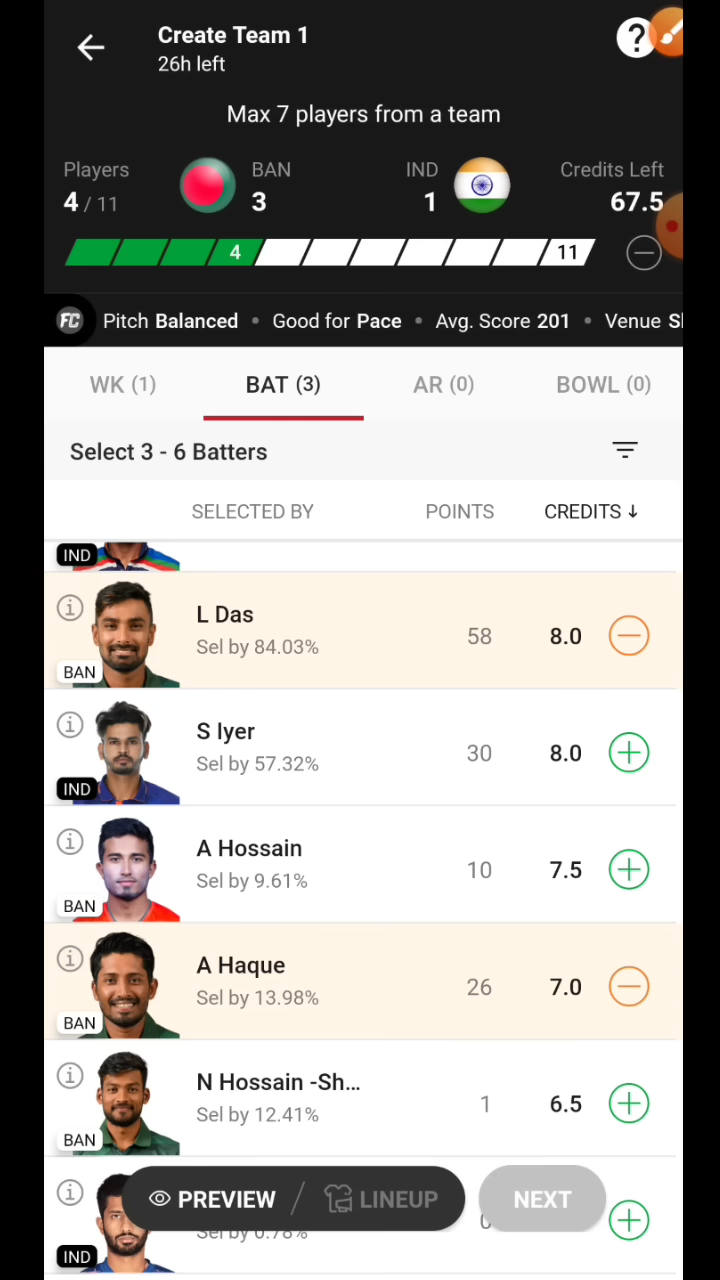 Create Team 1
26h left
?
Max 7 players from a team
Players BAN IND Credits Left
4 / 11 3 1 67.5
4 11
FC Pitch Balanced • Good for Pace • Avg. Score 201 • Venue
WK (1) BAT (3) AR (0) BOWL (0)
Select 3 - 6 Batters
SELECTED BY POINTS CREDITS ↓
IND
L Das
Sel by 84.03% 58 8.0
BAN
S Iyer
Sel by 57.32% 30 8.0
IND
A Hossain
Sel by 9.61% 10 7.5
BAN
A Haque
Sel by 13.98% 26 7.0
BAN
N Hossain -Sh...
Sel by 12.41% 1 6.5
BAN
PREVIEW / LINEUP NEXT
Sel by 0.78%
IND